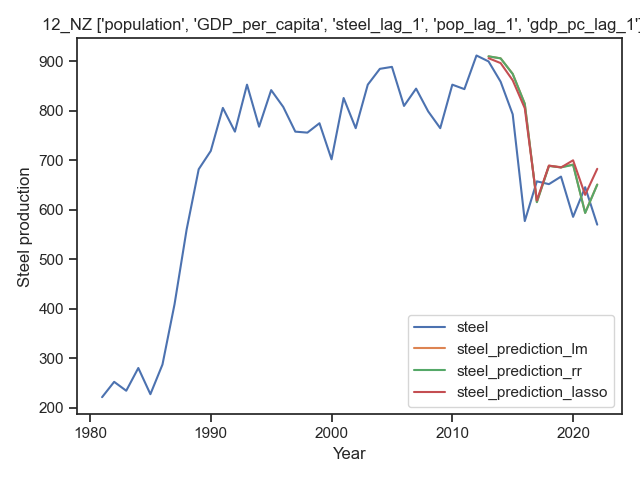 12_NZ ['population', 'GDP_per_capita', 'steel_lag_1', 'pop_lag_1', 'gdp_pc_lag_1']
900
800
700
600
500
400
300
200
Steel production
steel
steel_prediction_lm
steel_prediction_rr
steel_prediction_lasso
1980
1990
2000
2010
2020
Year